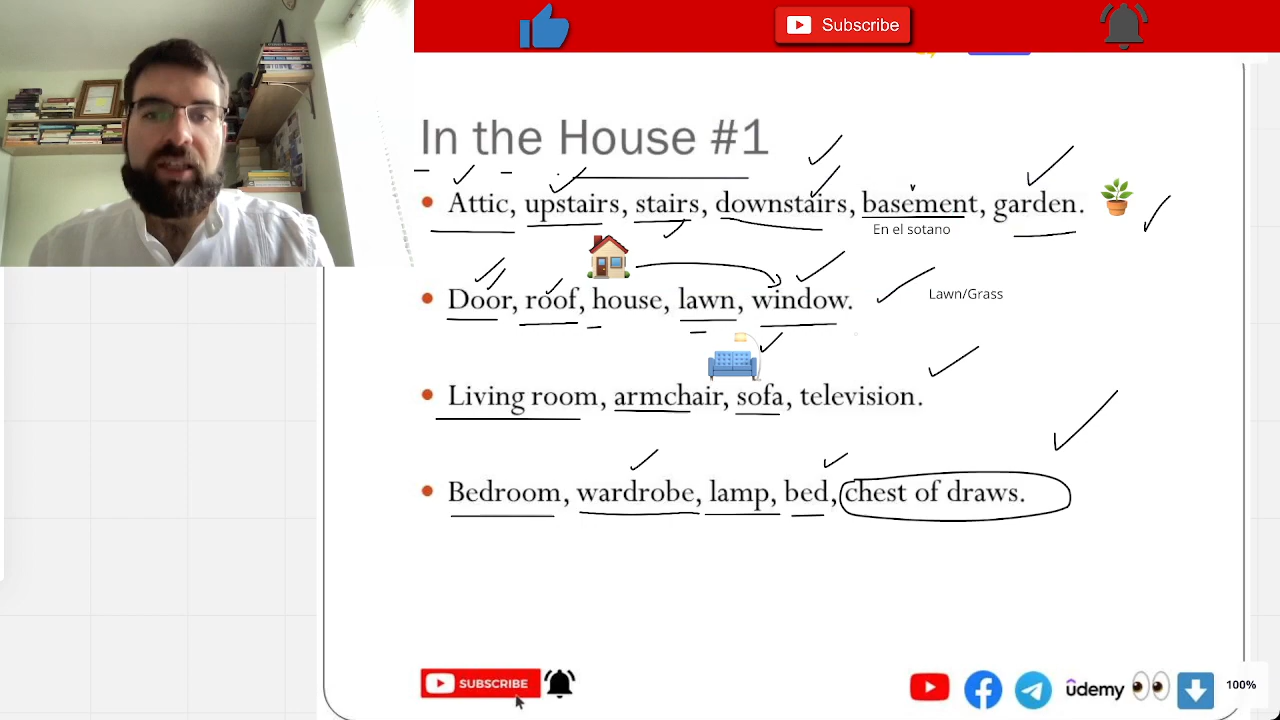 Subscribe
In the House #1
• Attic, upstairs, stairs, downstairs, basement, garden.
En el sotano
• Door, roof, house, lawn, window.
Lawn/Grass
• Living room, armchair, sofa, television.
• Bedroom, wardrobe, lamp, bed, chest of draws.
SUBSCRIBE
udemy
100%